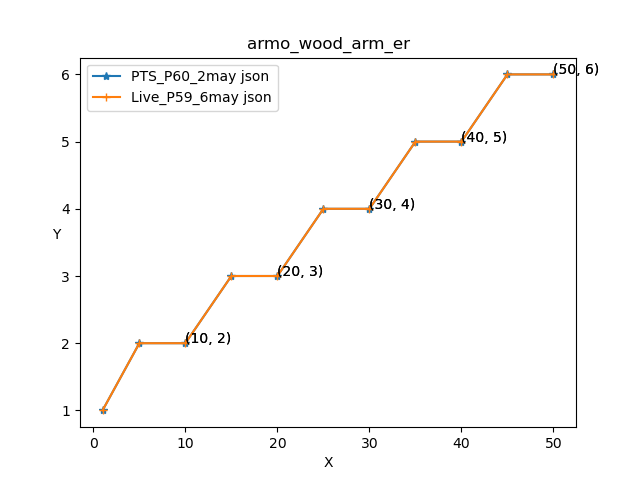 armo_wood_arm_er
PTS_P60_2may json
Live_P59_6may json
(50, 6)
(40, 5)
(30, 4)
(20, 3)
(10, 2)
6
5
4
3
2
1
Y
0 10 20 30 40 50
X